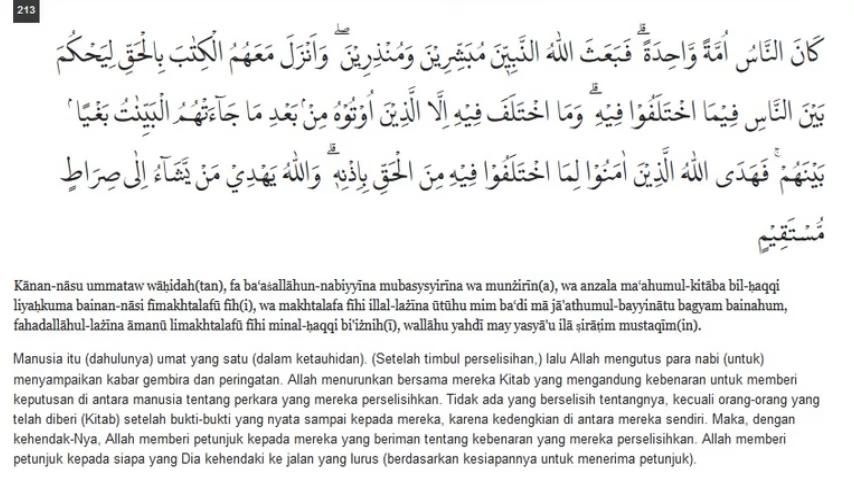 213
كَانَ النَّاسُ اُمَّةً وَّاحِدَةً ۗ فَبَعَثَ اللّٰهُ النَّبِيّٖنَ مُبَشِّرِيْنَ وَمُنْذِرِيْنَ ۖ وَاَنْزَلَ مَعَهُمُ الْكِتٰبَ بِالْحَقِّ لِيَحْكُمَ
بَيْنَ النَّاسِ فِيْمَا اخْتَلَفُوْا فِيْهِ ۗ وَمَا اخْتَلَفَ فِيْهِ اِلَّا الَّذِيْنَ اُوْتُوْهُ مِنْۢ بَعْدِ مَا جَاۤءَتْهُمُ الْبَيِّنٰتُ بَغْيًا ۢ
بَيْنَهُمْ ۚ فَهَدَى اللّٰهُ الَّذِيْنَ اٰمَنُوْا لِمَا اخْتَلَفُوْا فِيْهِ مِنَ الْحَقِّ بِاِذْنِهٖ ۗ وَاللّٰهُ يَهْدِيْ مَنْ يَّشَاۤءُ اِلٰى صِرَاطٍ
مُّسْتَقِيْمٍ
Kānan-nāsu ummataw wāḥidah(tan), fa ba‘aṡallāhun-nabiyyīna mubasysyirīna wa munżirīn(a), wa anzala ma‘ahumul-kitāba bil-ḥaqqi
liyaḥkuma bainan-nāsi fīmakhtalafū fīh(i), wa makhtalafa fīhi illal-lażīna ūtūhu mim ba‘di mā jā'athumul-bayyinātu bagyam bainahum,
fahadallāhul-lażīna āmanū limakhtalafū fīhi minal-ḥaqqi bi'iżnih(ī), wallāhu yahdī may yasyā'u ilā ṣirāṭim mustaqīm(in).
Manusia itu (dahulunya) umat yang satu (dalam ketauhidan). (Setelah timbul perselisihan,) lalu Allah mengutus para nabi (untuk)
menyampaikan kabar gembira dan peringatan. Allah menurunkan bersama mereka Kitab yang mengandung kebenaran untuk memberi
keputusan di antara manusia tentang perkara yang mereka perselisihkan. Tidak ada yang berselisih tentangnya, kecuali orang-orang yang
telah diberi (Kitab) setelah bukti-bukti yang nyata sampai kepada mereka, karena kedengkian di antara mereka sendiri. Maka, dengan
kehendak-Nya, Allah memberi petunjuk kepada mereka yang beriman tentang kebenaran yang mereka perselisihkan. Allah memberi
petunjuk kepada siapa yang Dia kehendaki ke jalan yang lurus (berdasarkan kesiapannya untuk menerima petunjuk).